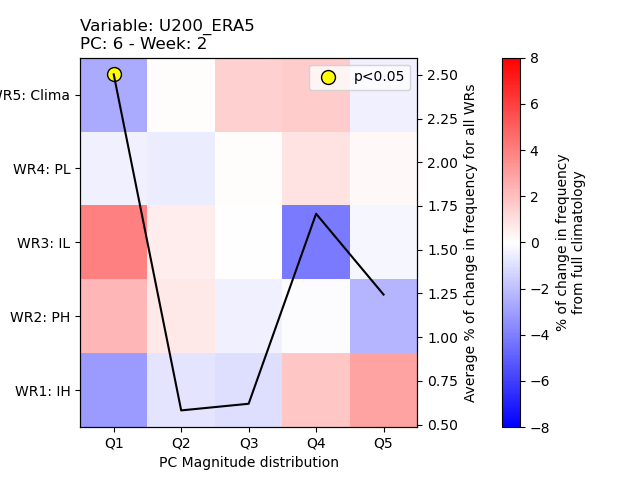 Variable: U200_ERA5
PC: 6 - Week: 2
p<0.05
WR5: Clima
WR4: PL
WR3: IL
WR2: PH
WR1: IH
Q1 Q2 Q3 Q4 Q5
PC Magnitude distribution
2.50
2.25
2.00
1.75
1.50
1.25
1.00
0.75
0.50
Average % of change in frequency for all WRs
8
6
4
2
0
−2
−4
−6
−8
% of change in frequency
from full climatology